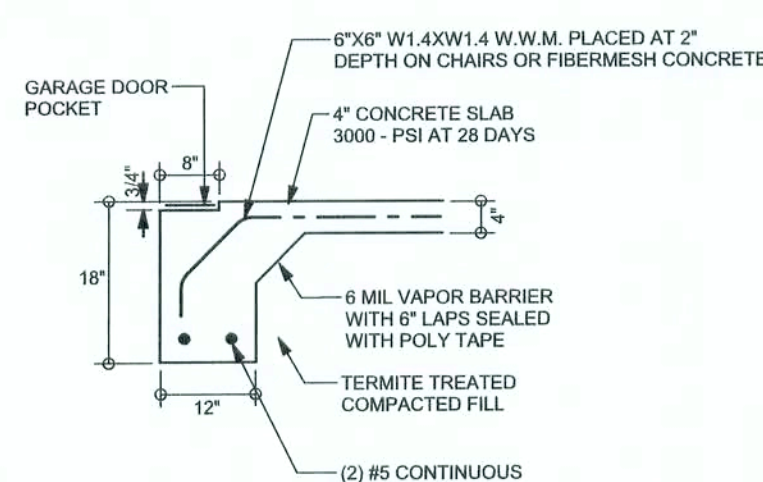 6"X6" W1.4XW1.4 W.W.M. PLACED AT 2"
DEPTH ON CHAIRS OR FIBERMESH CONCRETE
GARAGE DOOR
POCKET
4" CONCRETE SLAB
3000 - PSI AT 28 DAYS
8"
3/4"
4"
18"
6 MIL VAPOR BARRIER
WITH 6" LAPS SEALED
WITH POLY TAPE
TERMITE TREATED
COMPACTED FILL
12"
(2) #5 CONTINUOUS